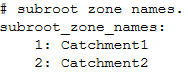 # subroot zone names.
subroot_zone_names:
    1: Catchment1
    2: Catchment2